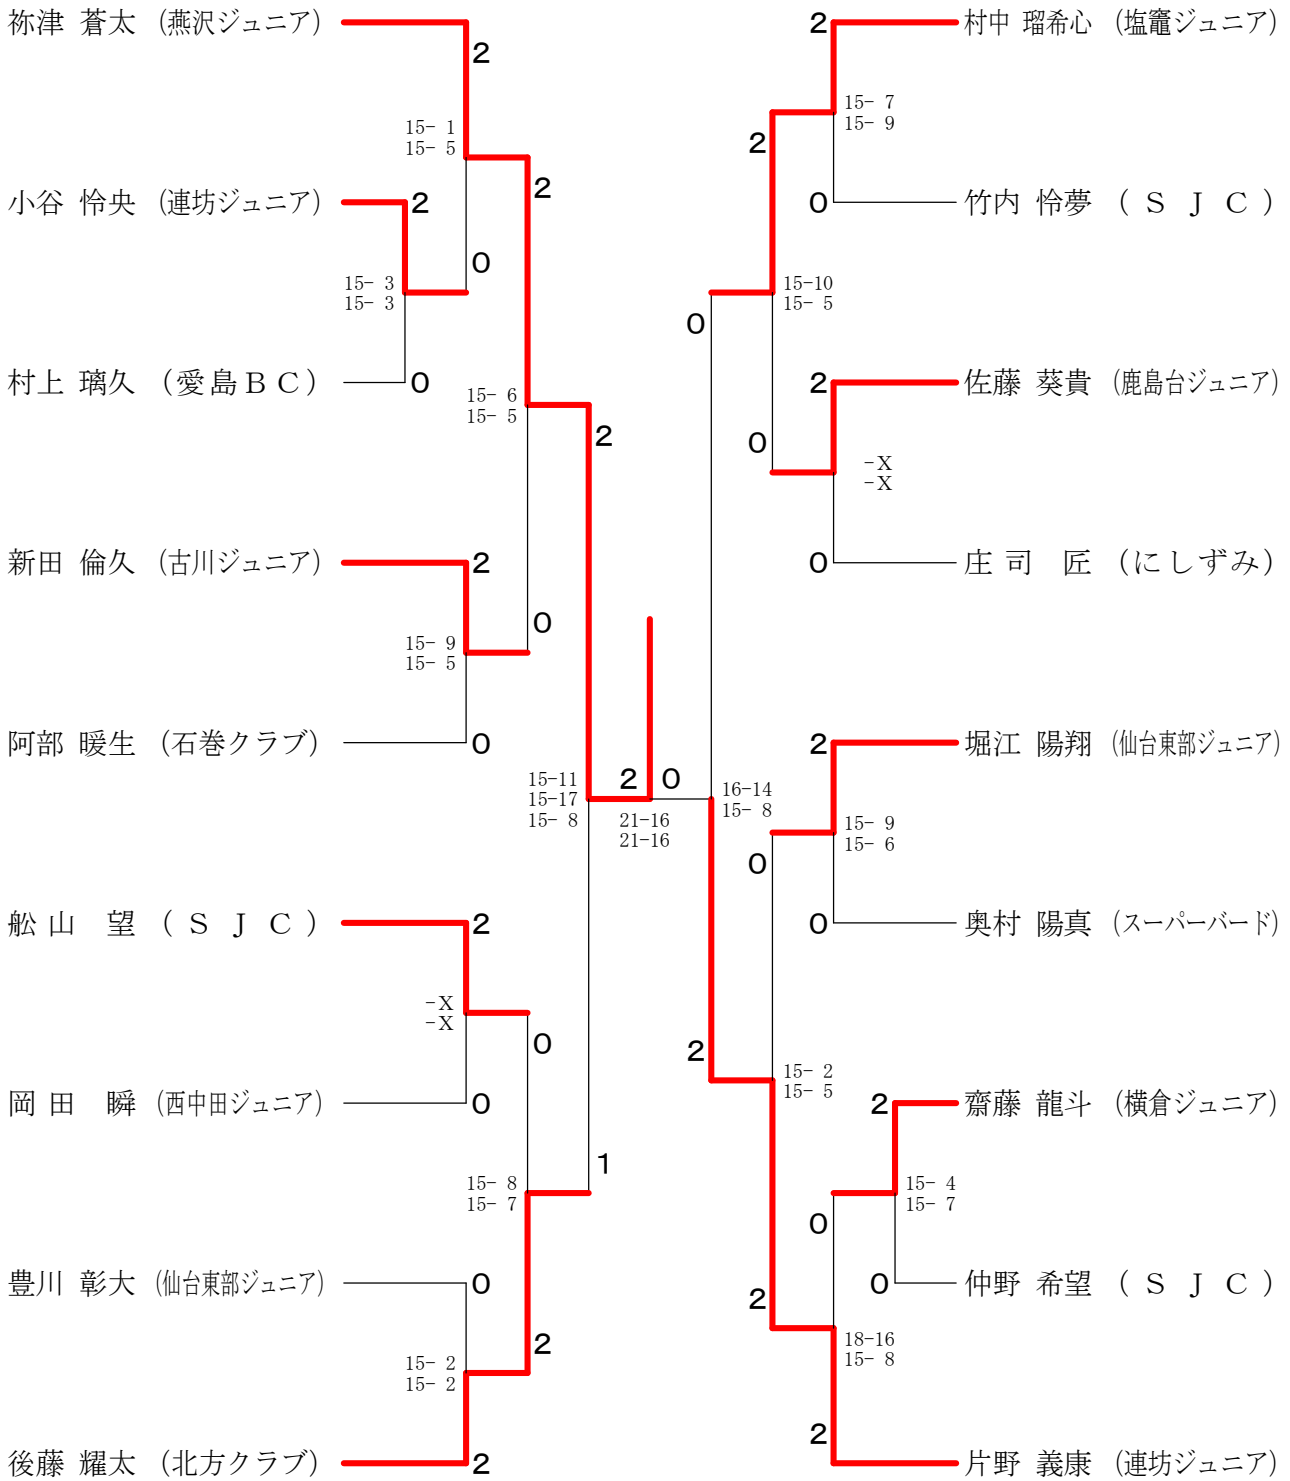 祢津 蒼太 (燕沢ジュニア)
2
15- 1
15- 5
2
小谷 怜央 (連坊ジュニア)
2
0
15- 3
15- 3
村上 璃久 (愛島BC)
0
15- 6
15- 5
2
新田 倫久 (古川ジュニア)
2
0
15- 9
15- 5
阿部 暖生 (石巻クラブ)
0
15-11
15-17
15- 8
2
0
21-16
21-16
舩山 望 (SJC)
2
-X
-X
0
岡田 瞬 (西中田ジュニア)
0
1
15- 8
15- 7
豊川 彰大 (仙台東部ジュニア)
0
2
15- 2
15- 2
後藤 耀太 (北方クラブ)
2
2
村中 瑠希心 (塩竈ジュニア)
15- 7
15- 9
2
0
竹内 怜夢 (SJC)
15-10
15- 5
0
2
佐藤 葵貴 (鹿島台ジュニア)
0
-X
-X
0
庄司 匠 (にしずみ)
2
堀江 陽翔 (仙台東部ジュニア)
16-14
15- 8
15- 9
15- 6
0
0
奥村 陽真 (スーパーバード)
2
15- 2
15- 5
2
齋藤 龍斗 (横倉ジュニア)
15- 4
15- 7
0
0
仲野 希望 (SJC)
2
18-16
15- 8
2
片野 義康 (連坊ジュニア)